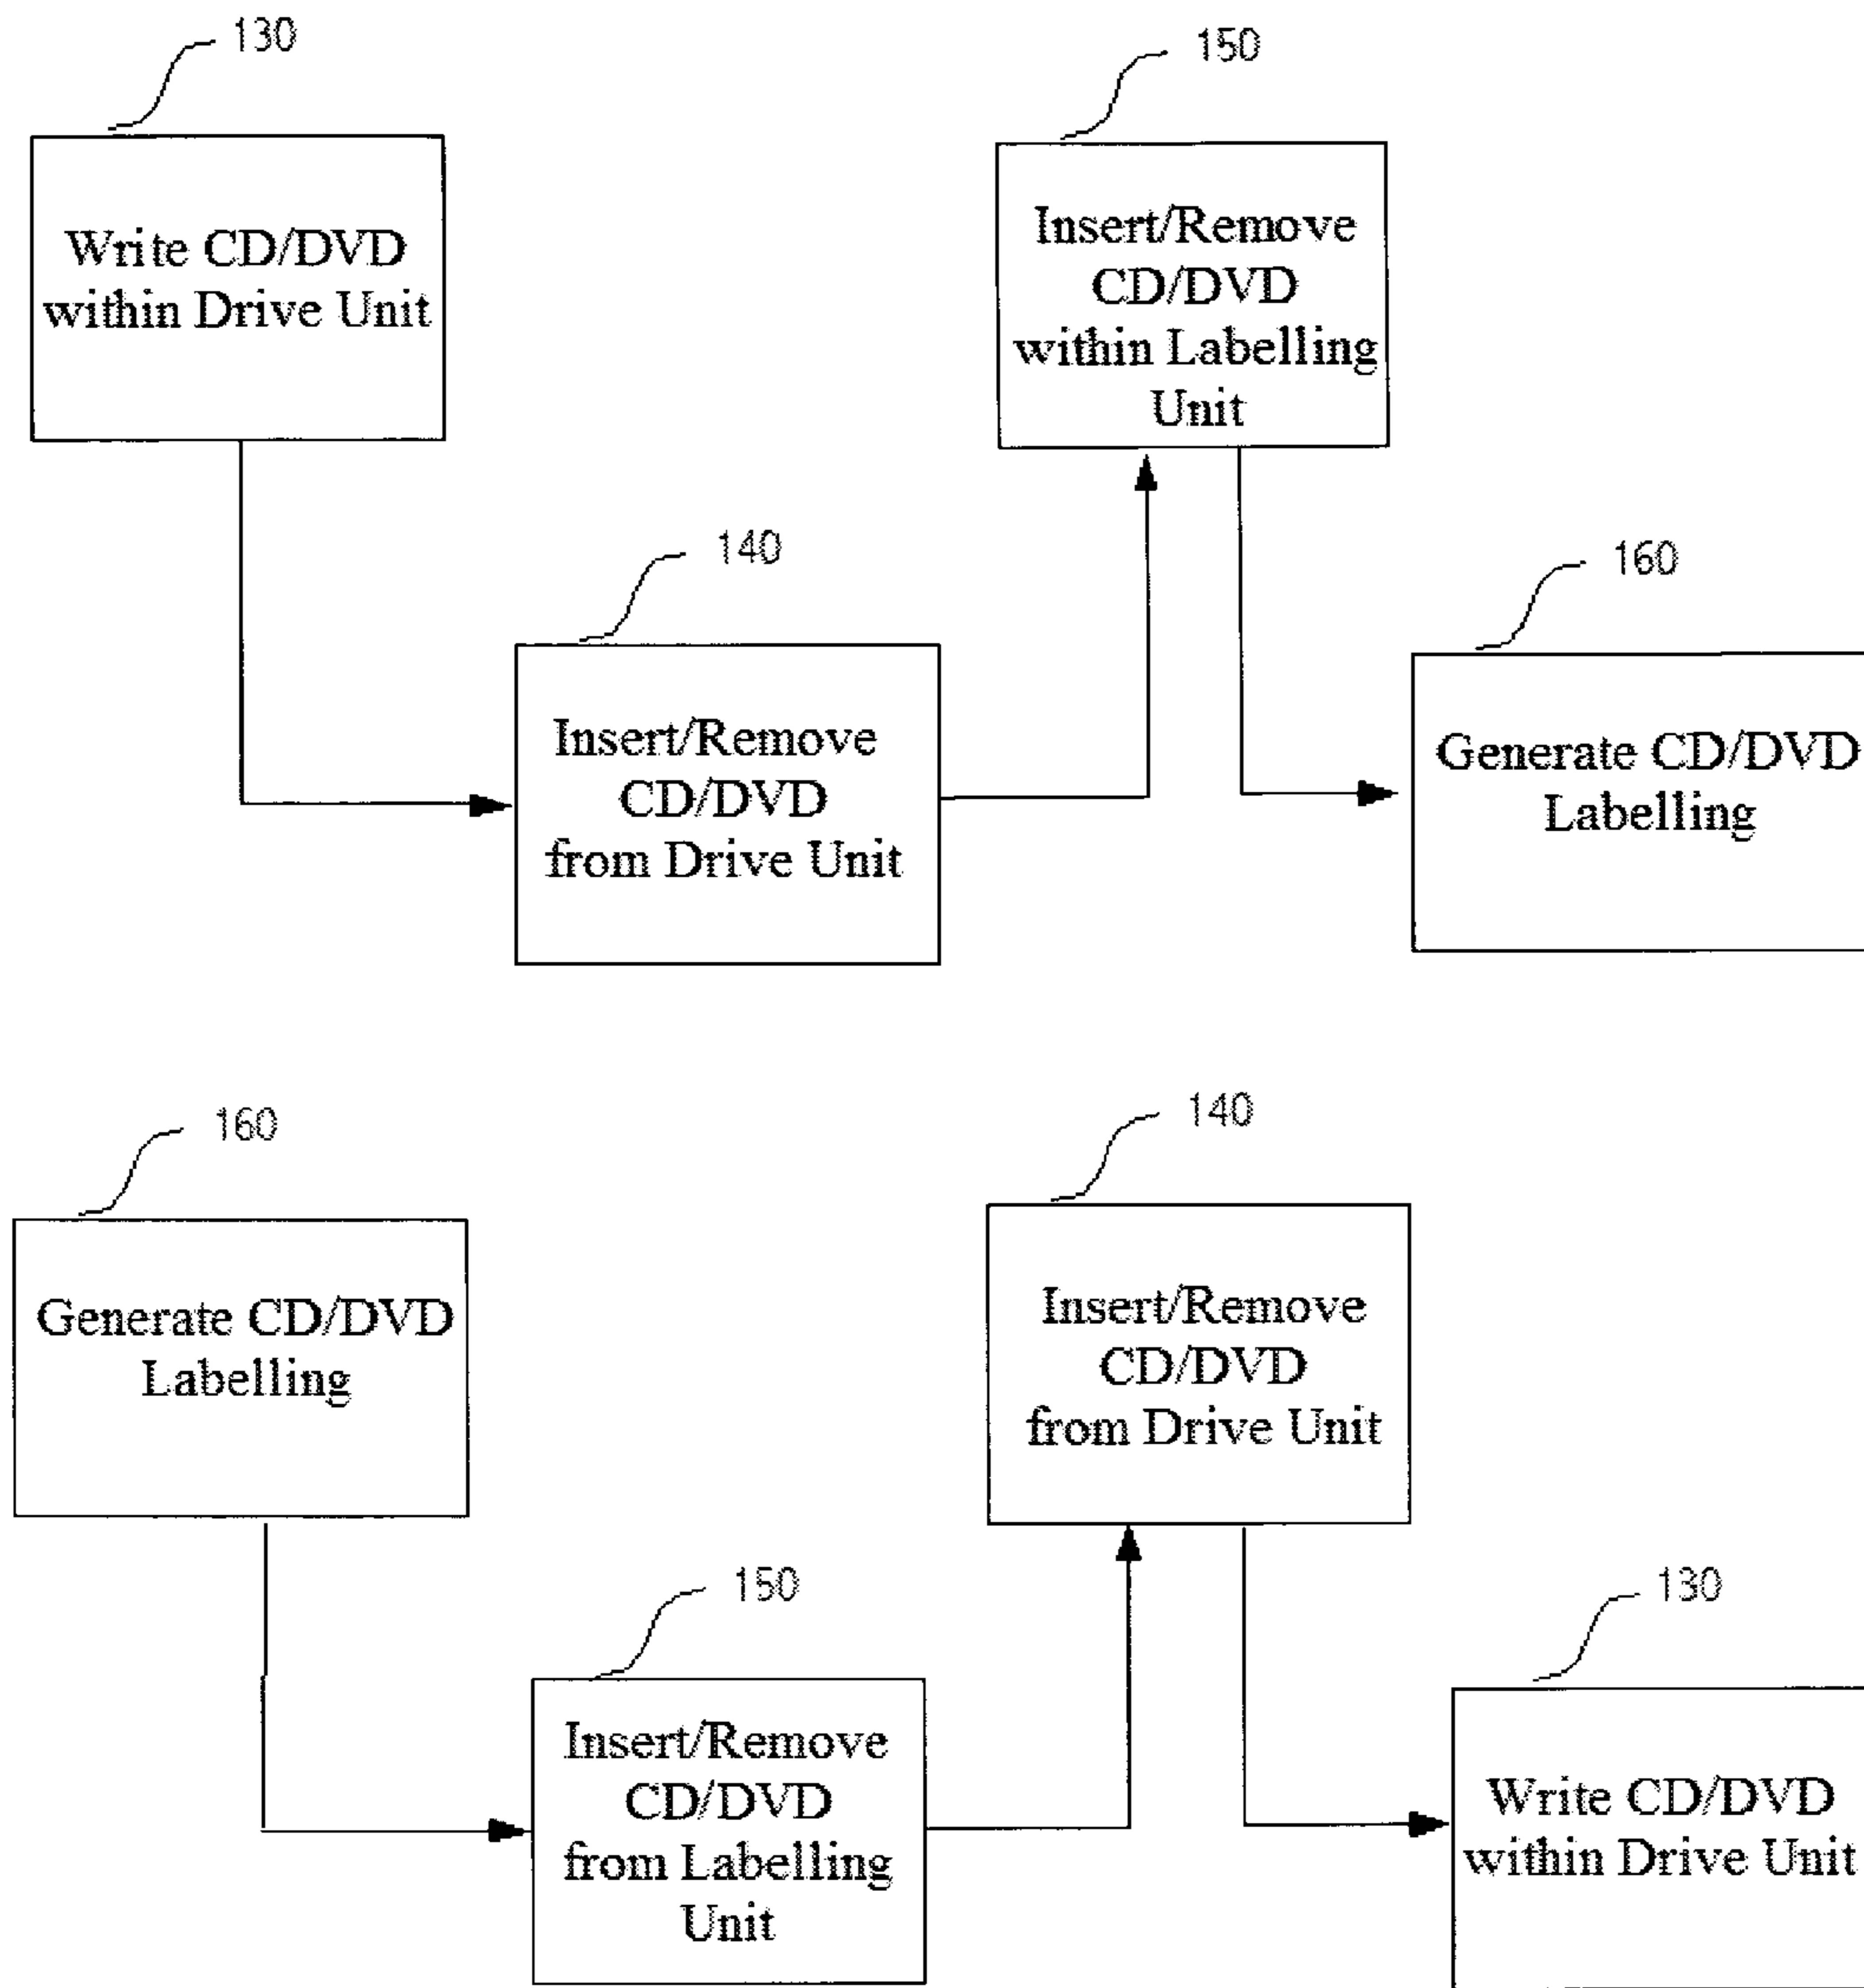 130
Write CD/DVD
within Drive Unit
150
Insert/Remove
CD/DVD
within Labelling
Unit
140
Insert/Remove
CD/DVD
from Drive Unit
160
Generate CD/DVD
Labelling
160
Generate CD/DVD
Labelling
140
Insert/Remove
CD/DVD
from Drive Unit
150
Insert/Remove
CD/DVD
from Labelling
Unit
130
Write CD/DVD
within Drive Unit